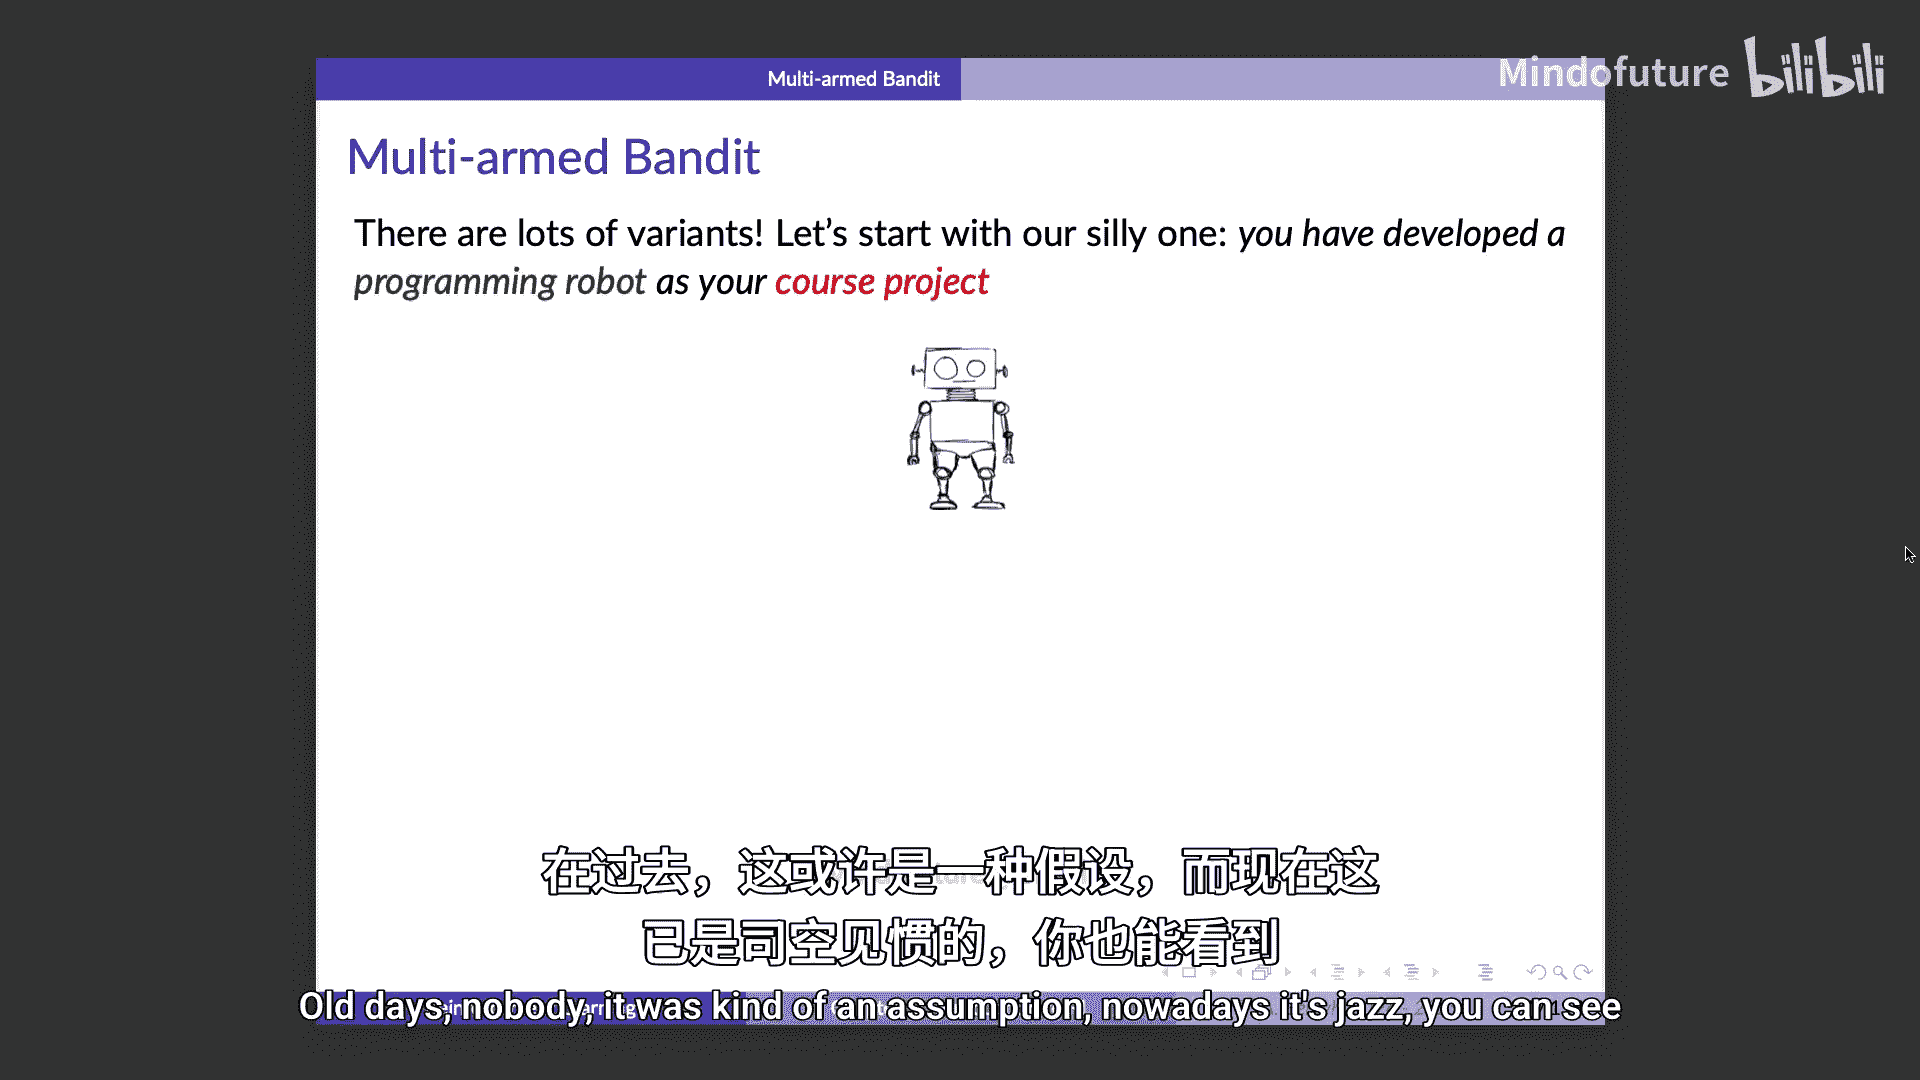 Multi-armed Bandit
Mindofuture bilibili
Multi-armed Bandit
There are lots of variants! Let's start with our silly one: you have developed a
programming robot as your course project
在过去，这或许是一种假设，而现在这
已是司空见惯的，你也能看到
Old days, nobody, it was kind of an assumption, nowadays it's jazz, you can see